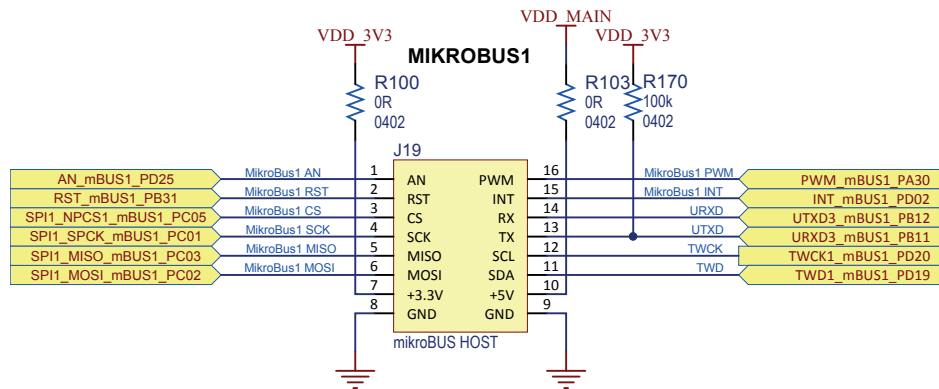 VDD_MAIN
VDD_3V3
VDD_3V3
MIKROBUS1
R100
0R
0402
R103
0R
0402
R170
100k
0402
J19
AN_mBUS1_PD25 MikroBus1 AN 1 AN PWM 16 MikroBus1 PWM PWM_mBUS1_PA30
RST_mBUS1_PB31 MikroBus1 RST 2 RST INT 15 MikroBus1 INT INT_mBUS1_PD02
SPI1_NPCS1_mBUS1_PC05 MikroBus1 CS 3 CS RX 14 URXD UTXD3_mBUS1_PB12
SPI1_SPCK_mBUS1_PC01 MikroBus1 SCK 4 SCK TX 13 UTXD URXD3_mBUS1_PB11
SPI1_MISO_mBUS1_PC03 MikroBus1 MISO 5 MISO SCL 12 TWCK TWCK1_mBUS1_PD20
SPI1_MOSI_mBUS1_PC02 MikroBus1 MOSI 6 MOSI SDA 11 TWD TWD1_mBUS1_PD19
7 +3.3V +5V 10
8 GND GND 9
mikroBUS HOST